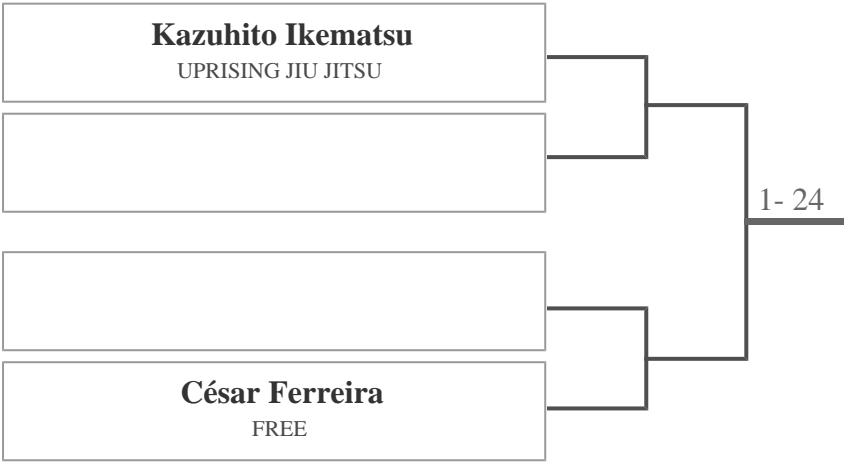 Kazuhito Ikematsu
UPRISING JIU JITSU
1- 24
César Ferreira
FREE